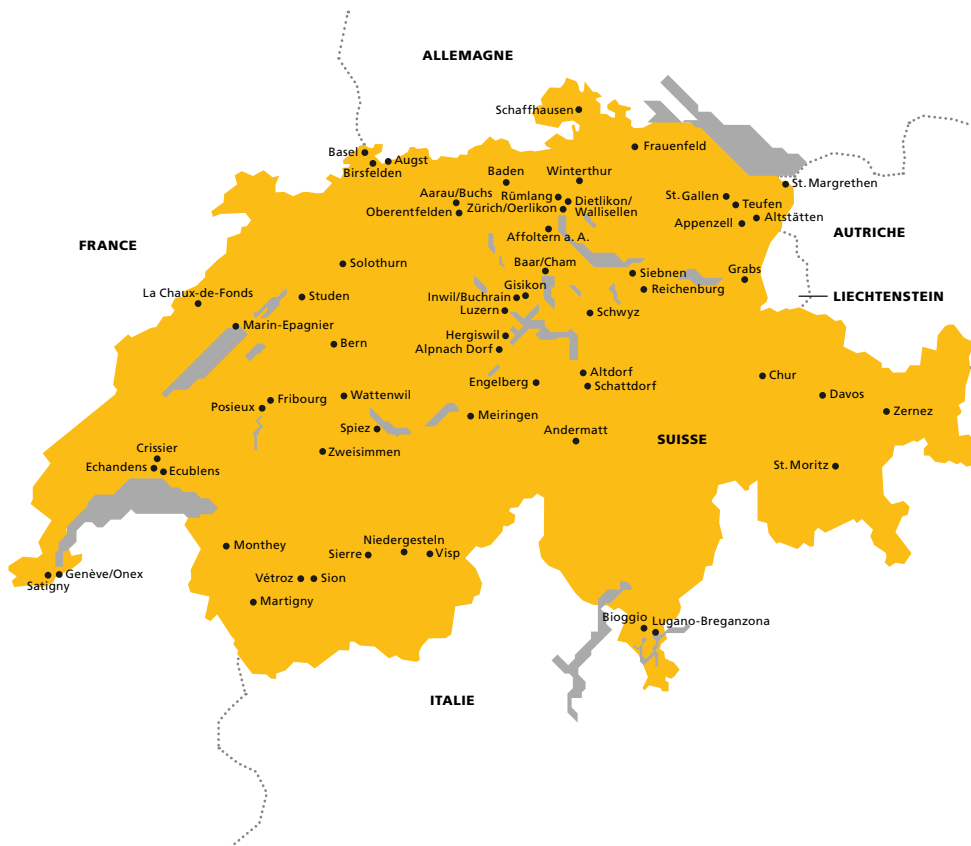 ALLEMAGNE
Schaffhausen
Frauenfeld
Basel
Augst
Birsfelden
Baden
Winterthur
St. Margrethen
Aarau/Buchs
Rümlang
Dietlikon/
Wallisellen
St. Gallen
Teufen
Oberentfelden
Zürich/Oerlikon
Altstätten
Appenzell
AUTRICHE
FRANCE
Affoltern a. A.
Solothurn
Baar/Cham
Siebnen
Grabs
La Chaux-de-Fonds
Studen
Gisikon
Inwil/Buchrain
Reichenburg
LIECHTENSTEIN
Luzern
Schwyz
Marin-Epagnier
Bern
Hergiswil
Alpnach Dorf
Altdorf
Chur
Engelberg
Schattdorf
Davos
Wattenwil
Fribourg
Posieux
Zernez
Meiringen
Spiez
Andermatt
SUISSE
Crissier
Zweisimmen
Echandens
Ecublens
St. Moritz
Monthey
Niedergesteln
Sierre
Visp
Genève/Onex
Satigny
Vétroz
Sion
Martigny
Bioggio
Lugano-Breganzona
ITALIE